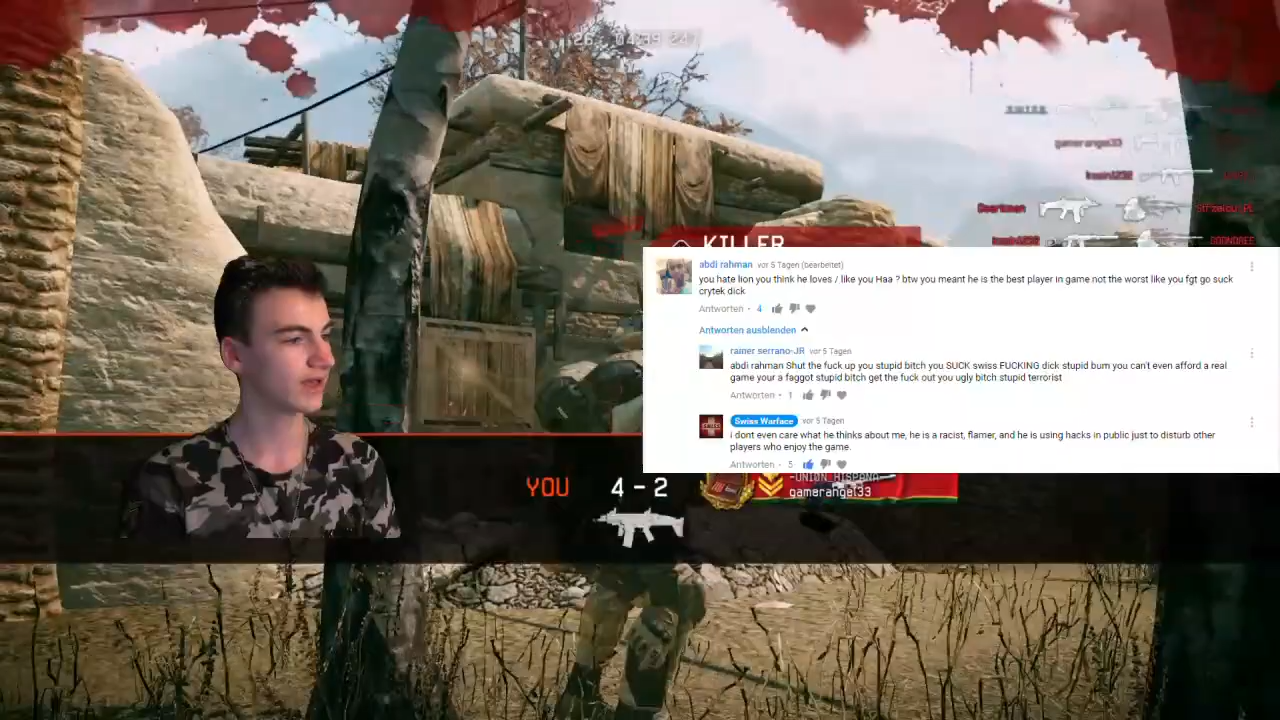 04:39
gamerangel33
Strzelou_PL
KILLER
abdi rahman vor 5 Tagen (bearbeitet)
you hate lion you think he loves / like you Haa ? btw you meant he is the best player in game not the worst like you fgt go suck
crytek dick
Antworten · 4
Antworten ausblenden
ramer serrano-JR vor 5 Tagen
abdi rahman Shut the fuck up you stupid bitch you SUCK swiss FUCKING dick stupid bum you can't even afford a real
game your a faggot stupid bitch get the fuck out you ugly bitch stupid terrorist
Antworten · 1
Swiss Warface vor 5 Tagen
i dont even care what he thinks about me, he is a racist, flamer, and he is using hacks in public just to disturb other
players who enjoy the game.
Antworten · 5
YOU 4 - 2
-UNION_HISPANA-
gamerangel33